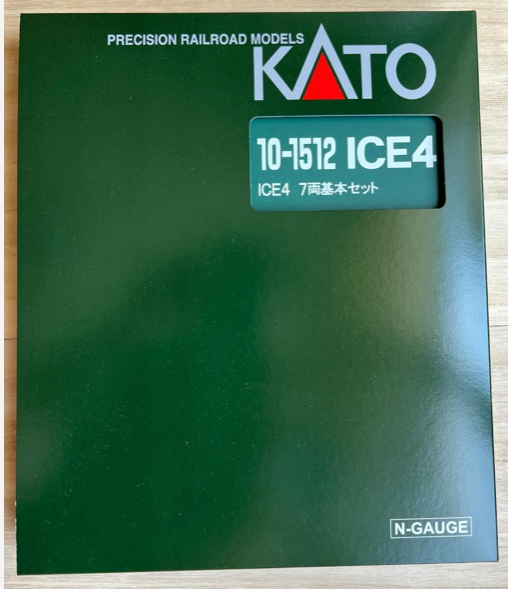 PRECISION RAILROAD MODELS
KATO
10-1512 ICE4
ICE4 7両基本セット
N-GAUGE